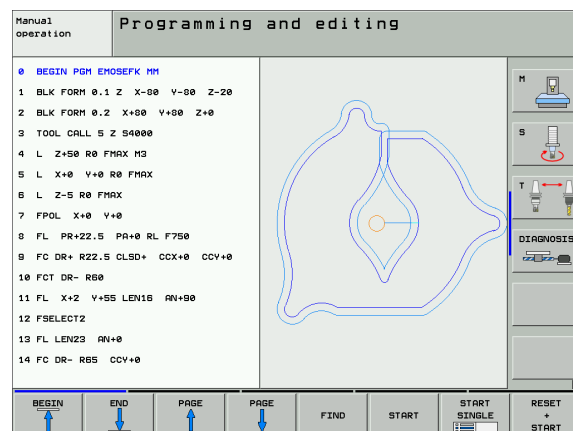 Manual
operation
Programming and editing
0 BEGIN PGM EMOSEFK MM
1 BLK FORM 0.1 Z X-80 Y-80 Z-20
2 BLK FORM 0.2 X+80 Y+80 Z+0
3 TOOL CALL 5 Z S4000
4 L Z+50 R0 FMAX M3
5 L X+0 Y+0 R0 FMAX
6 L Z-5 R0 FMAX
7 FPOL X+0 Y+0
8 FL PR+22.5 PA+0 RL F750
9 FC DR+ R22.5 CLSD+ CCX+0 CCY+0
10 FCT DR- R60
11 FL X+2 Y+55 LEN16 AN+90
12 FSELECT2
13 FL LEN23 AN+0
14 FC DR- R65 CCY+0
M
S
T
DIAGNOSIS
BEGIN
END
PAGE
PAGE
FIND
START
START
SINGLE
RESET
+
START